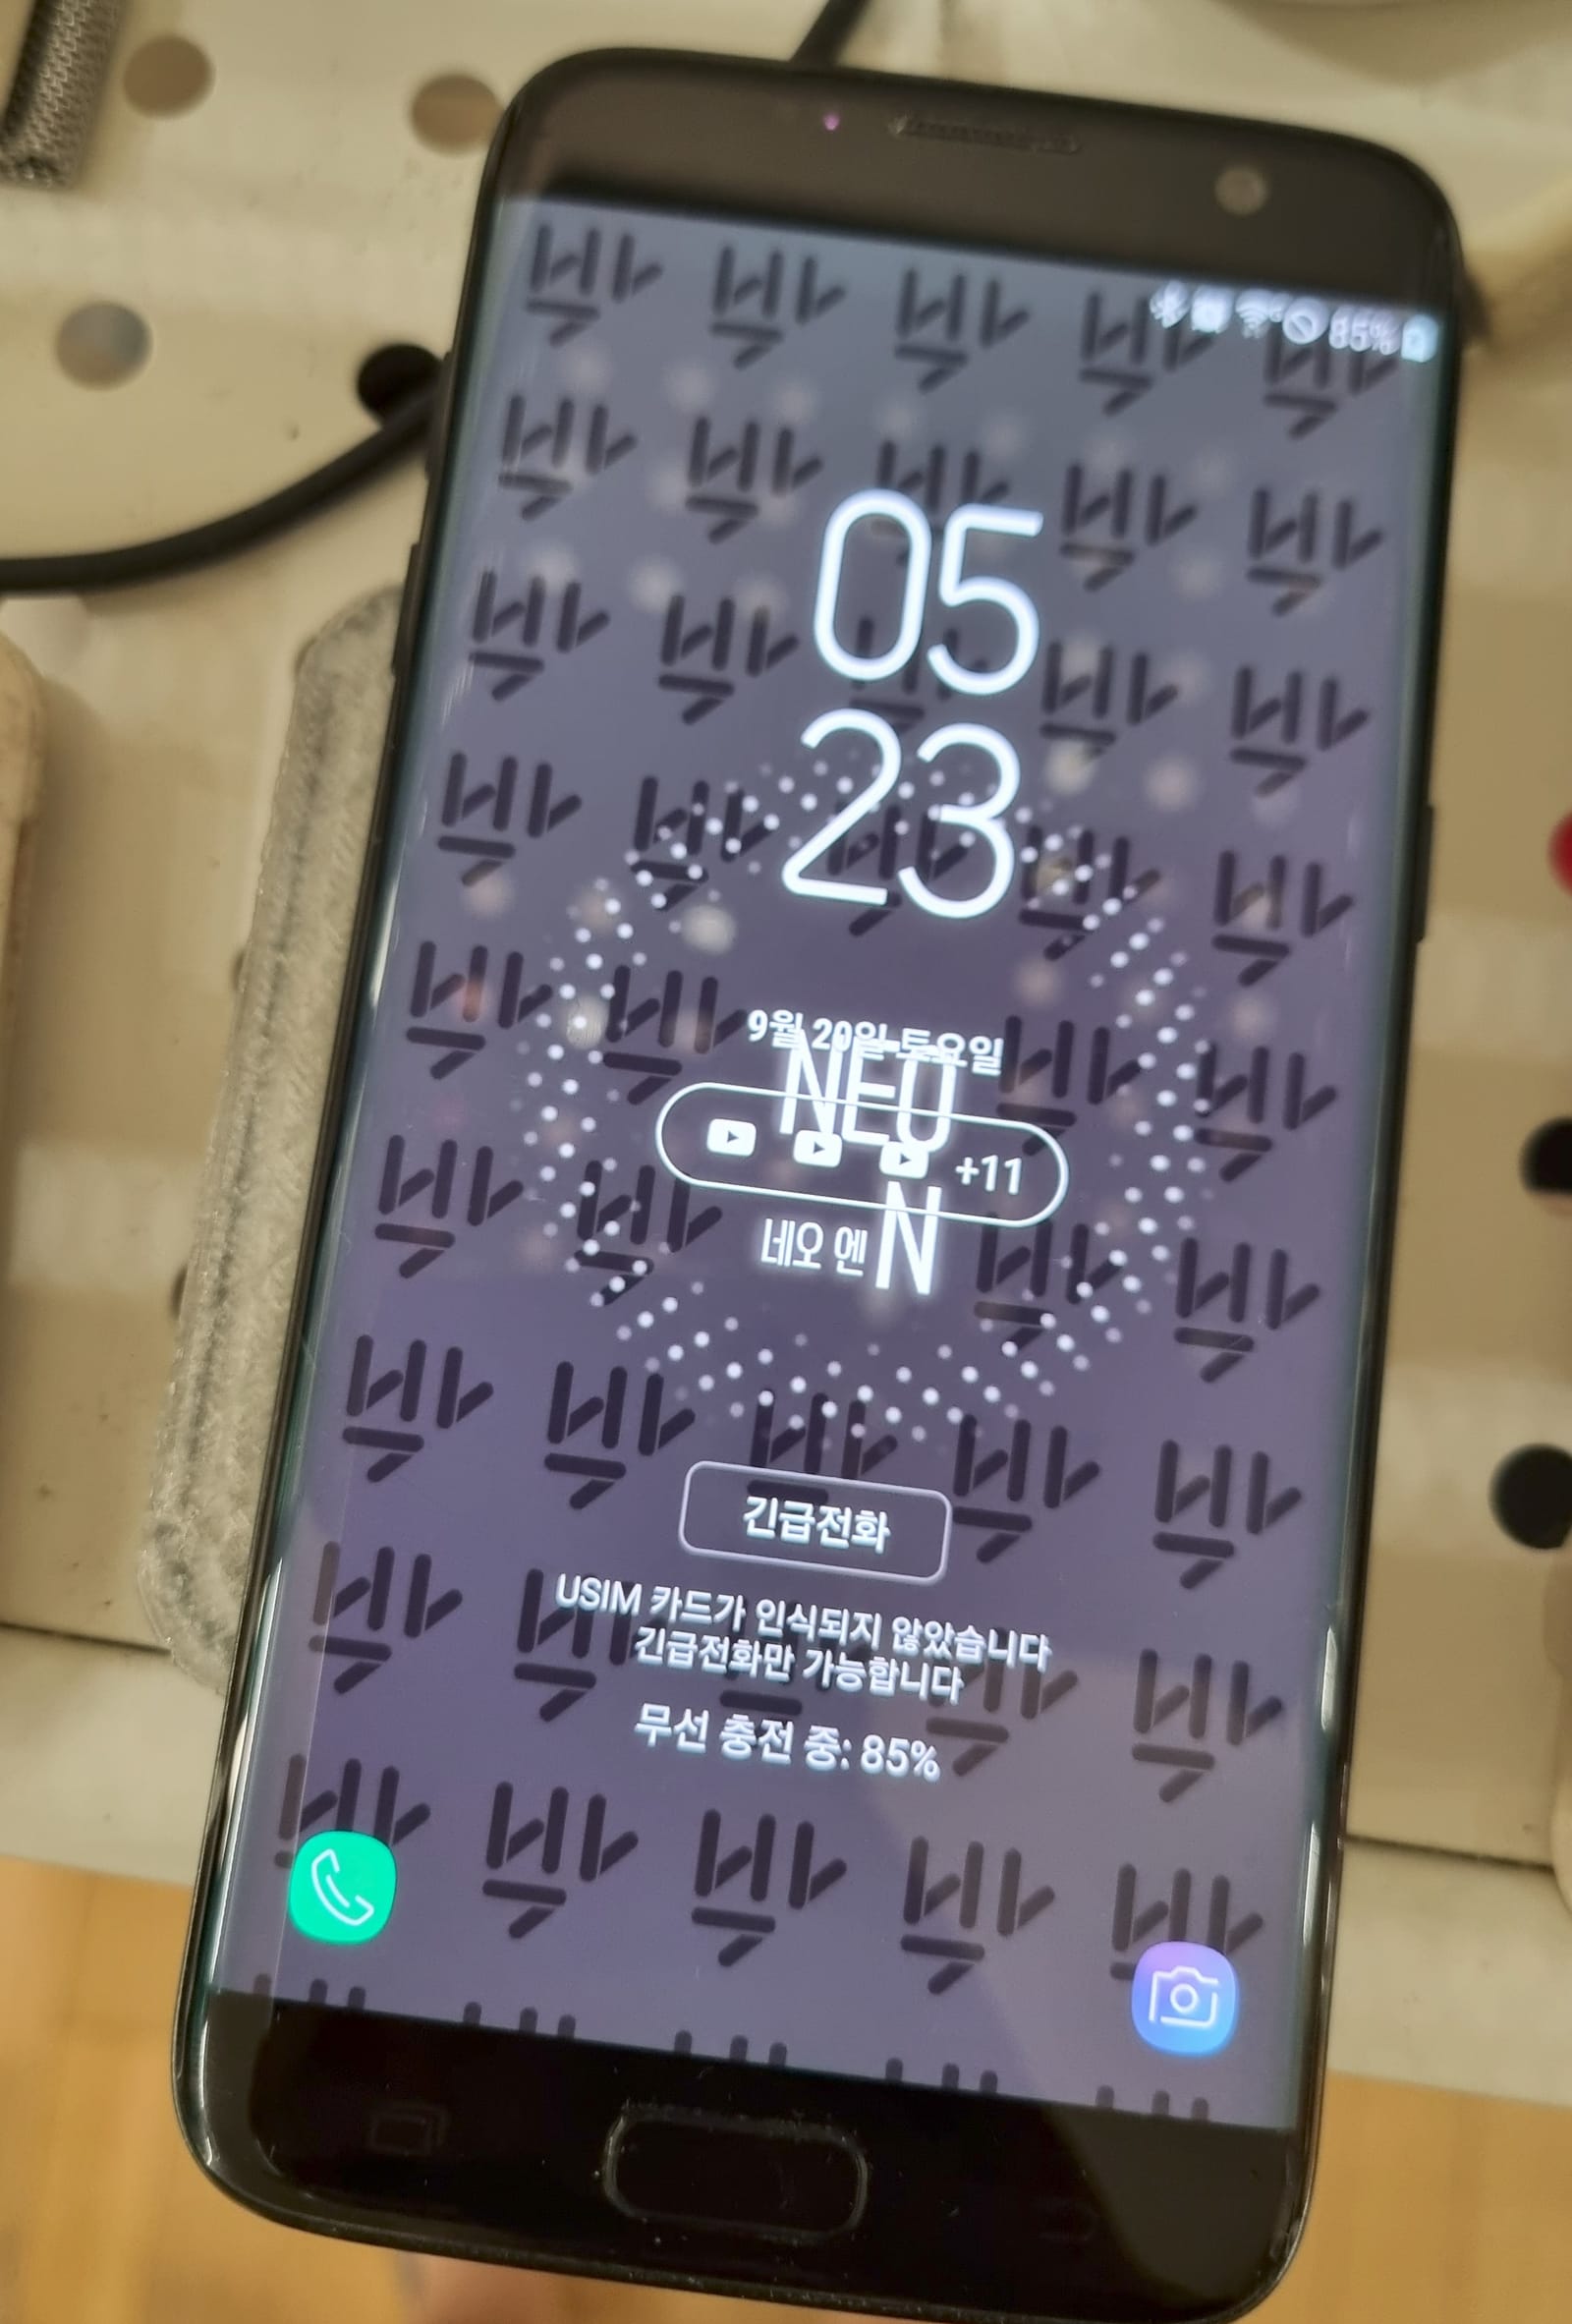 85%
05
23
9월 20일 토요일
NEO
+11
네오 엔 N
긴급전화
USIM 카드가 인식되지 않았습니다
긴급전화만 가능합니다
무선 충전 중: 85%